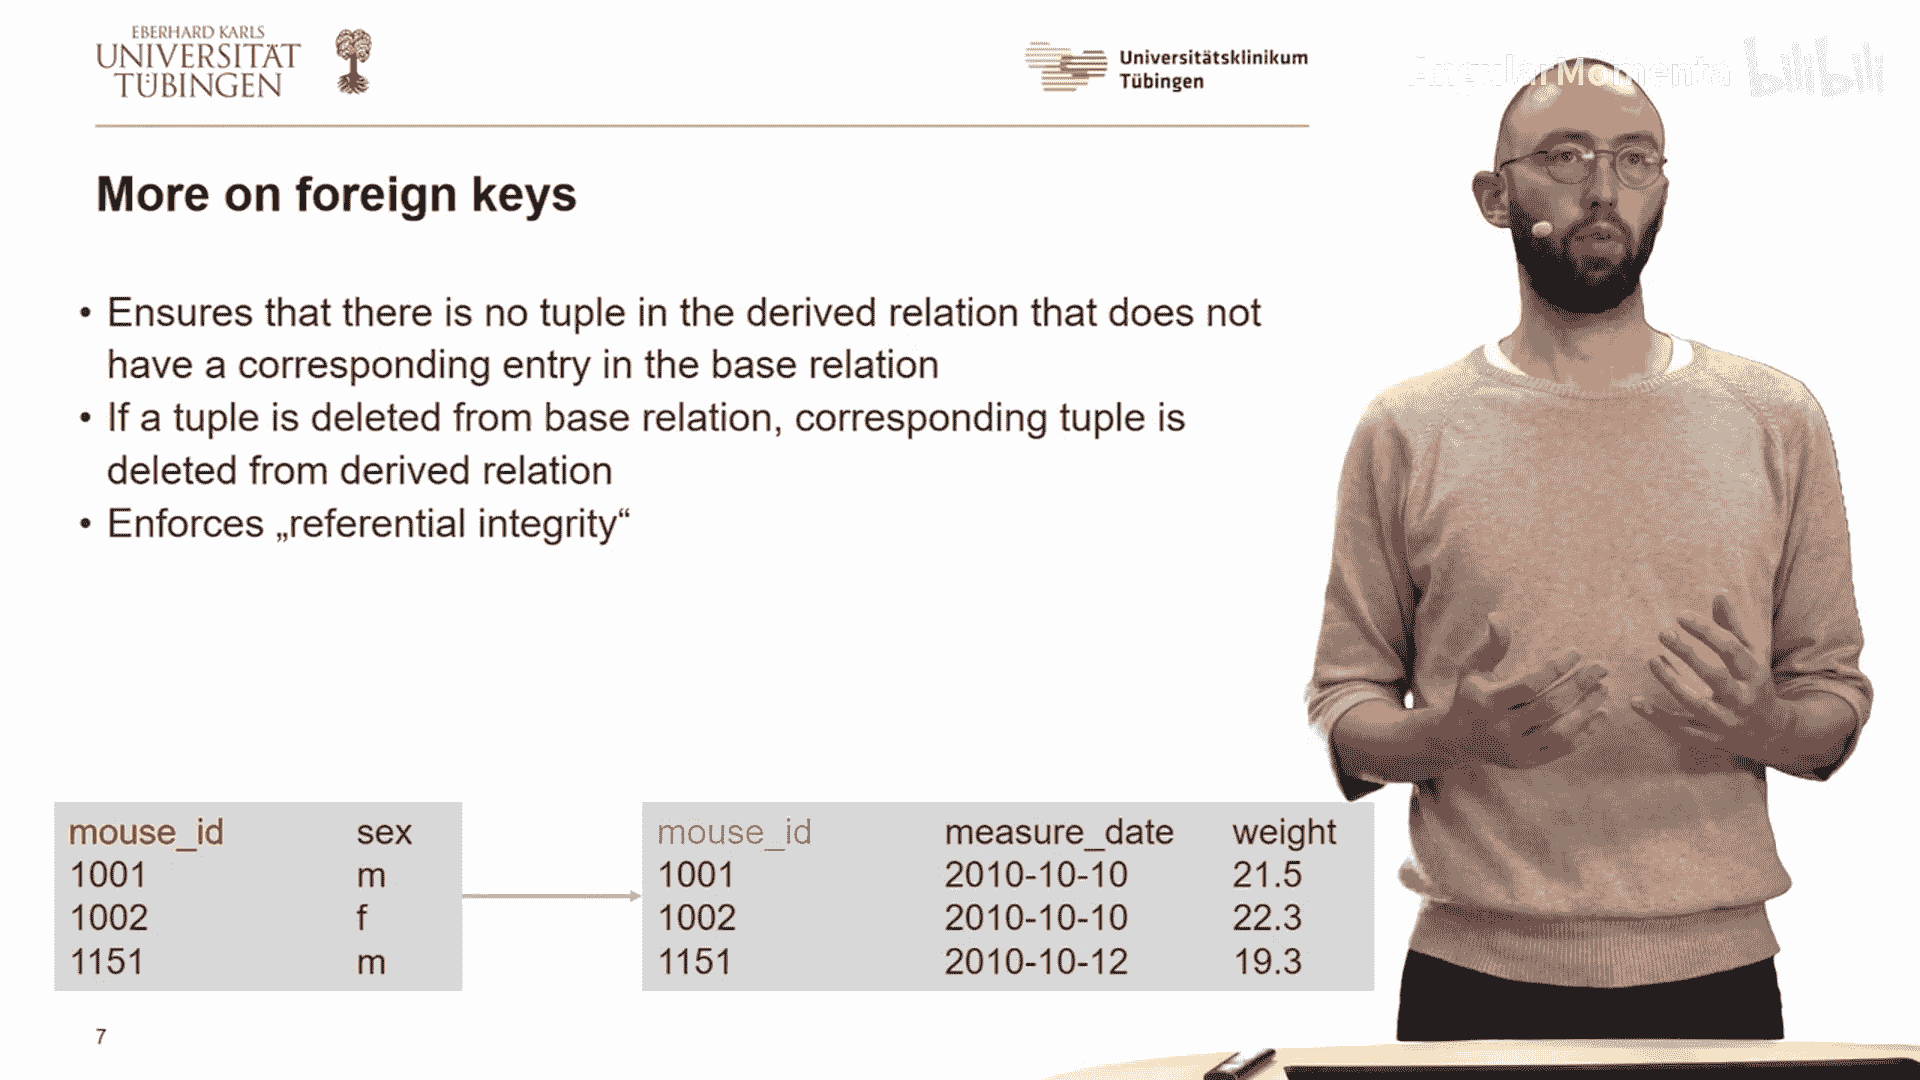 EBERHARD KARLS
UNIVERSITÄT
TÜBINGEN
Universitätsklinikum
Tübingen
AngularMomenta bilibili
More on foreign keys
• Ensures that there is no tuple in the derived relation that does not
have a corresponding entry in the base relation
• If a tuple is deleted from base relation, corresponding tuple is
deleted from derived relation
• Enforces „referential integrity“
mouse_id sex
1001 m
1002 f
1151 m
mouse_id measure_date weight
1001 2010-10-10 21.5
1002 2010-10-10 22.3
1151 2010-10-12 19.3
7